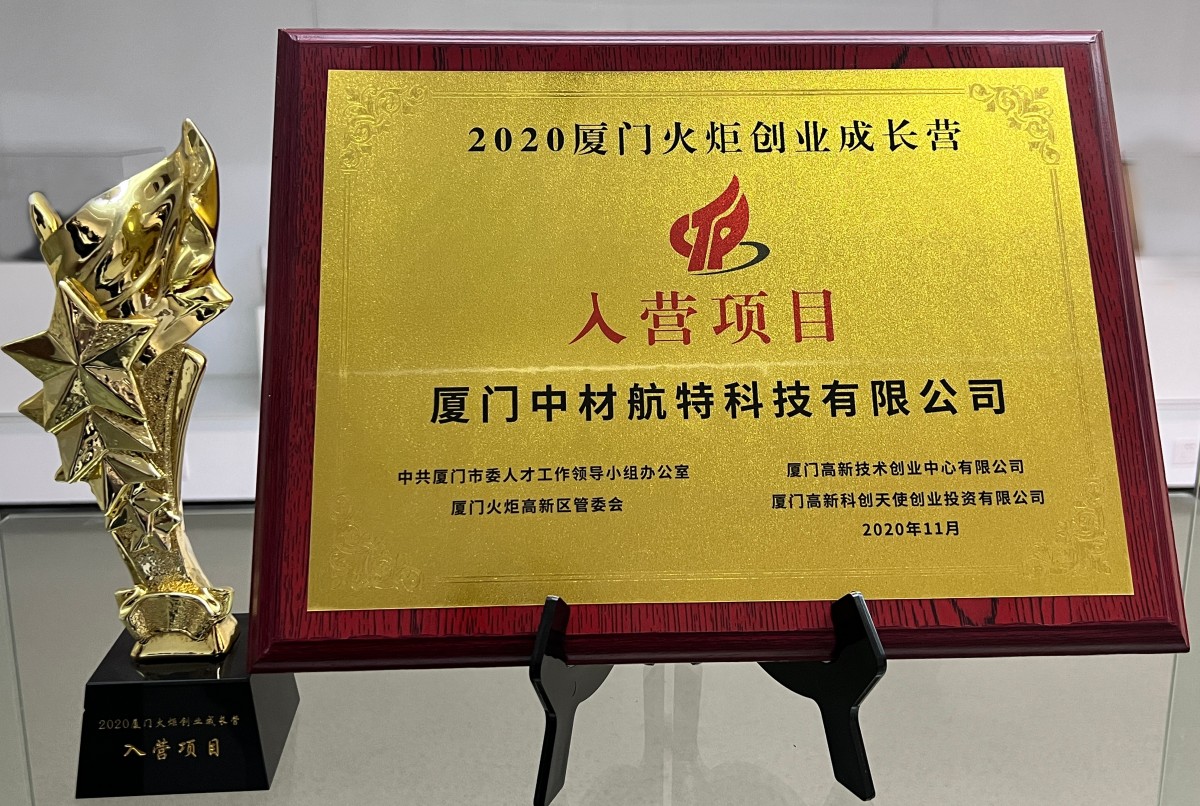 2020厦门火炬创业成长营
入营项目
厦门中材航特科技有限公司
中共厦门市委人才工作领导小组办公室
厦门火炬高新区管委会
厦门高新技术创业中心有限公司
厦门高新科创天使创业投资有限公司
2020年11月
2020厦门火炬创业成长营
入营项目